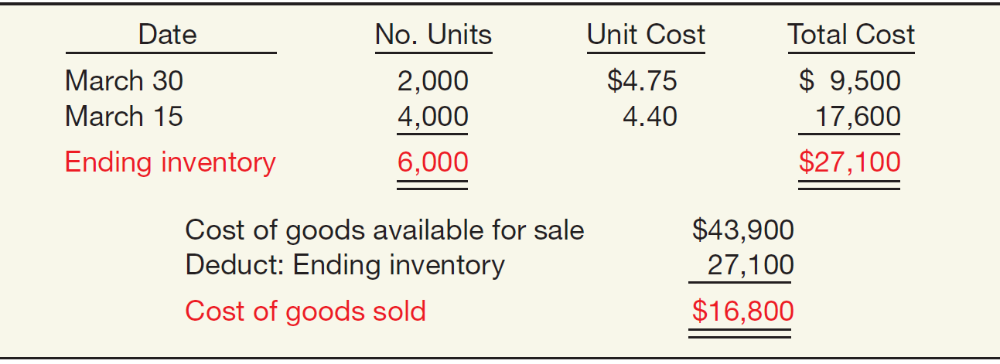 Date No. Units Unit Cost Total Cost
March 30 2,000 $4.75 $ 9,500
March 15 4,000 4.40 17,600
Ending inventory 6,000 $27,100
Cost of goods available for sale $43,900
Deduct: Ending inventory 27,100
Cost of goods sold $16,800